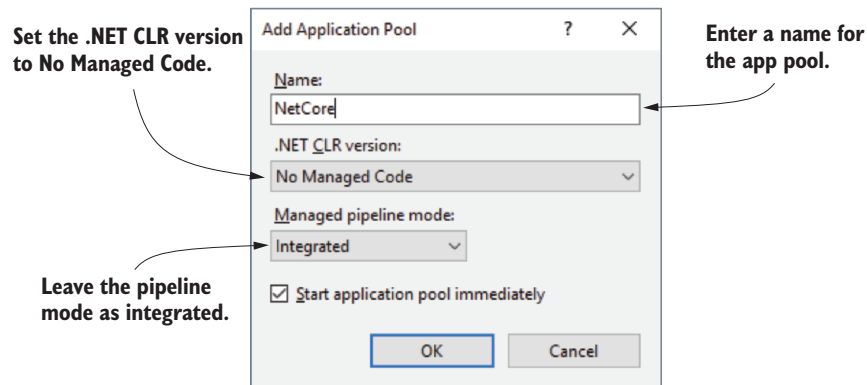 Set the .NET CLR version
to No Managed Code.
Add Application Pool
?
Enter a name for
the app pool.
Name:
NetCore
.NET CLR version:
No Managed Code
Managed pipeline mode:
Integrated
Leave the pipeline
mode as integrated.
Start application pool immediately
OK
Cancel